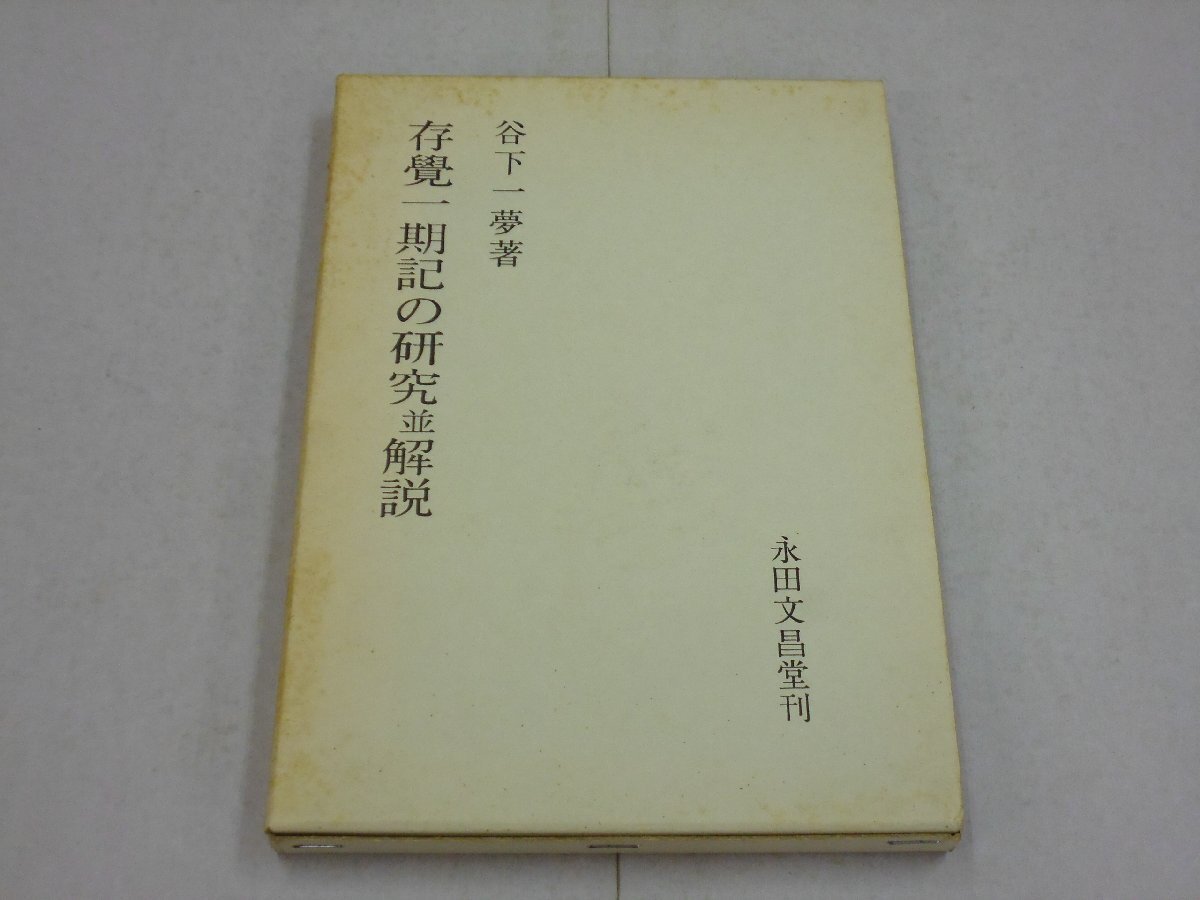 谷下一夢著
存覺一期記の研究並解説
永田文昌堂刊